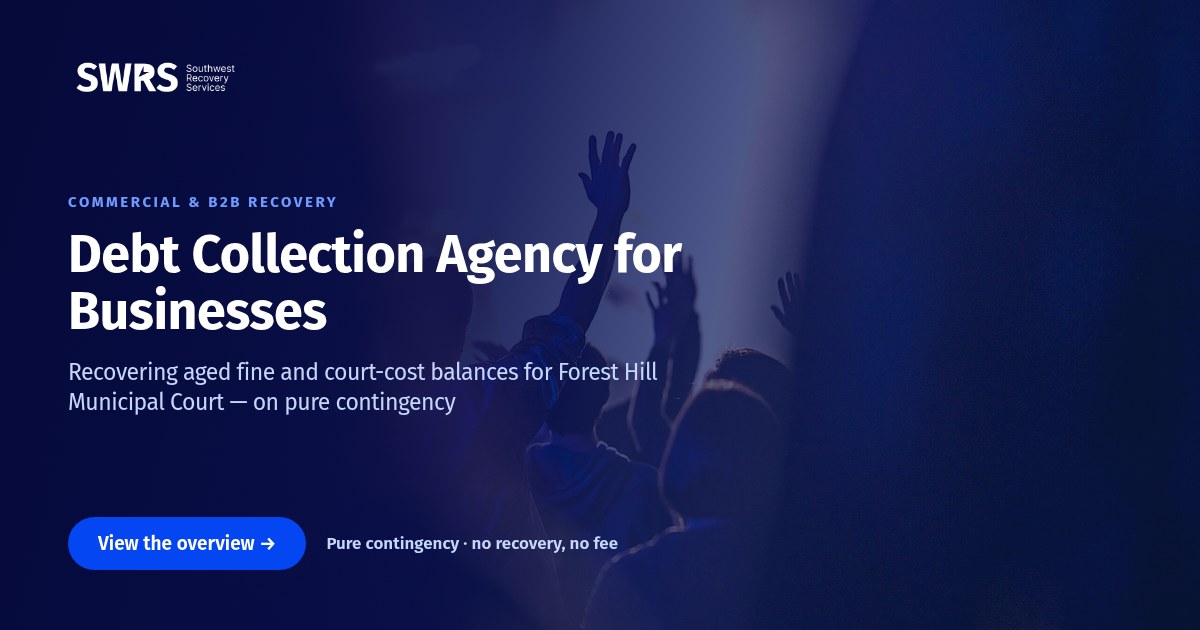 SWRS
Southwest
Recovery
Services
COMMERCIAL & B2B RECOVERY
Debt Collection Agency for
Businesses
Recovering aged fine and court-cost balances for Forest Hill
Municipal Court — on pure contingency
View the overview →
Pure contingency · no recovery, no fee